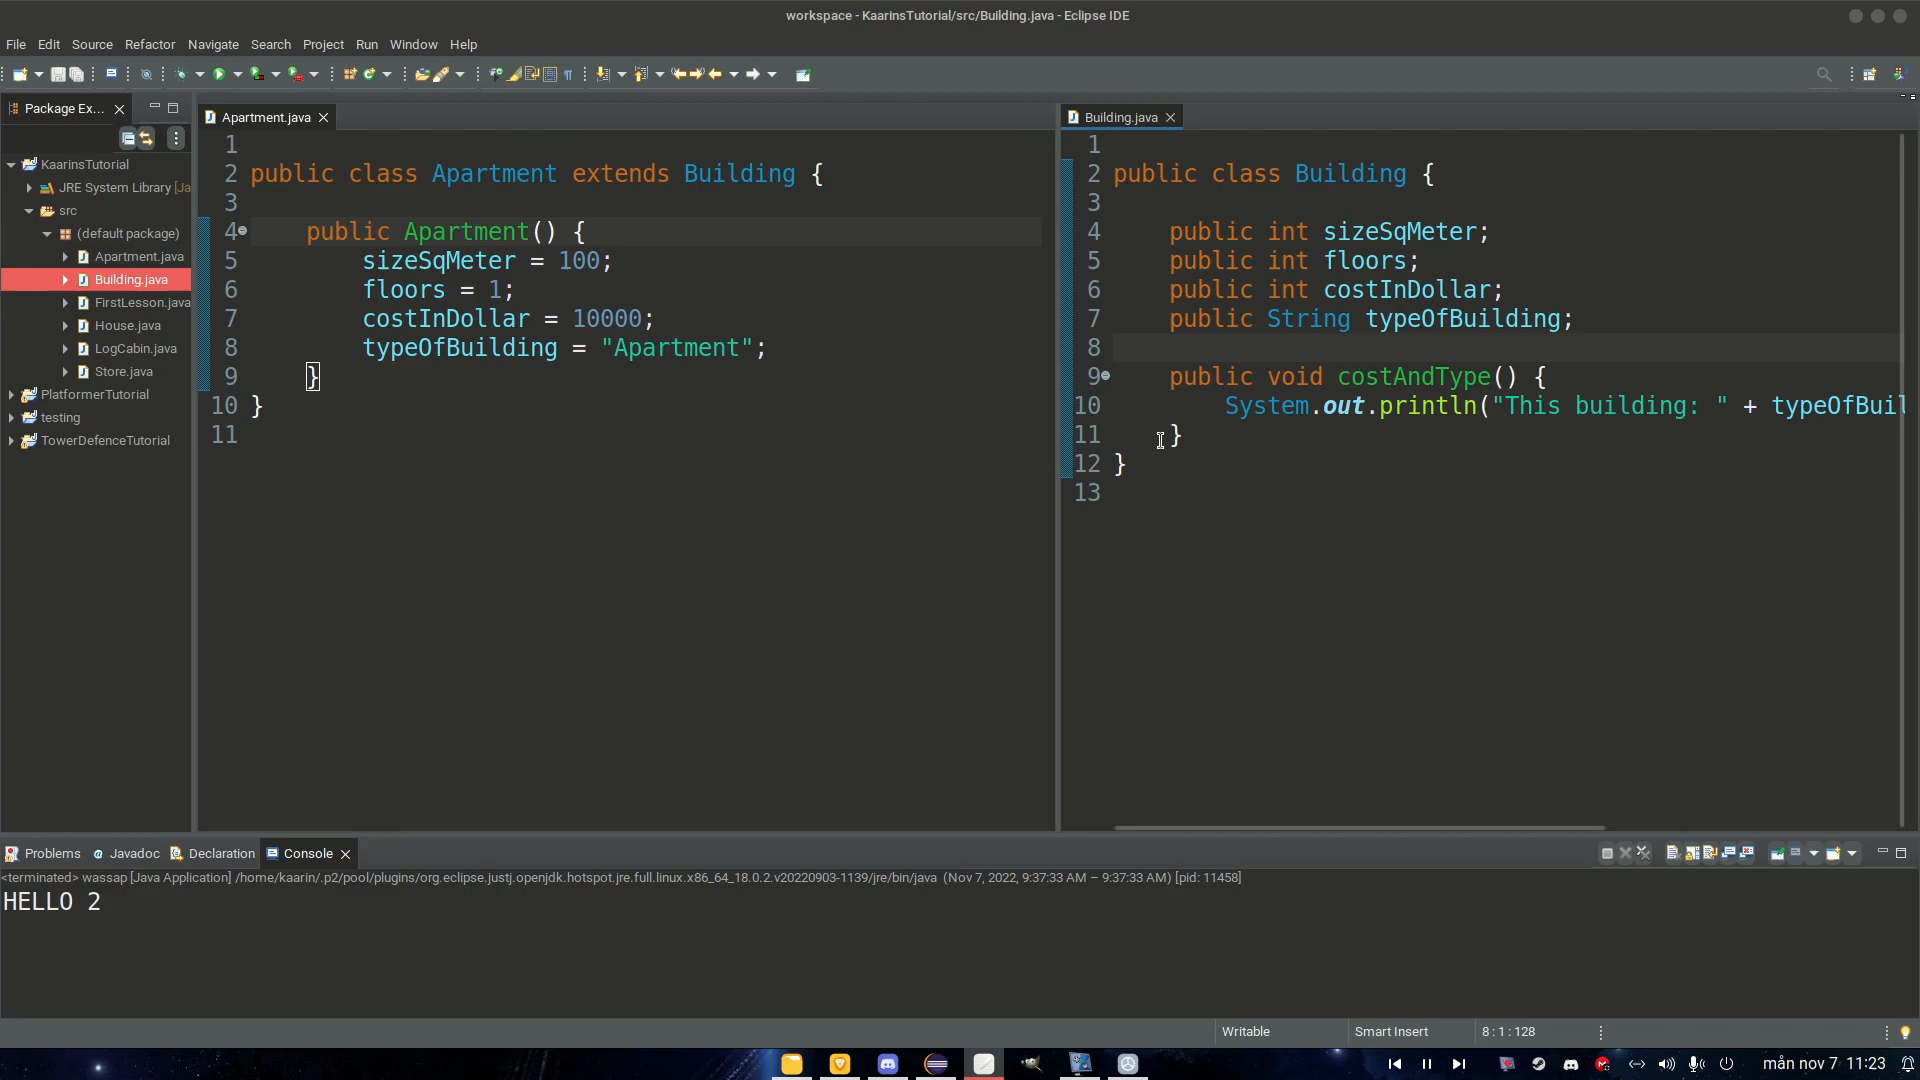 workspace - KaarinsTutorial/src/Building.java - Eclipse IDE
File Edit Source Refactor Navigate Search Project Run Window Help
Package Ex...
KaarinsTutorial
JRE System Library [Ja
src
(default package)
Apartment.java
Building.java
FirstLesson.java
House.java
LogCabin.java
Store.java
PlatformerTutorial
testing
TowerDefenceTutorial
Apartment.java
1
2 public class Apartment extends Building {
3
4 public Apartment() {
5 sizeSqMeter = 100;
6 floors = 1;
7 costInDollar = 10000;
8 typeOfBuilding = "Apartment";
9 }
10 }
11
Building.java
1
2 public class Building {
3
4 public int sizeSqMeter;
5 public int floors;
6 public int costInDollar;
7 public String typeOfBuilding;
8
9 public void costAndType() {
10 System.out.println("This building: " + typeOfBuil
11 }
12 }
13
Problems Javadoc Declaration Console
<terminated> wassap [Java Application] /home/kaarin/.p2/pool/plugins/org.eclipse.justj.openjdk.hotspot.jre.full.linux.x86_64_18.0.2.v20220903-1139/jre/bin/java (Nov 7, 2022, 9:37:33 AM – 9:37:33 AM) [pid: 11458]
HELLO 2
Writable Smart Insert 8 : 1 : 128
mån nov 7 11:23